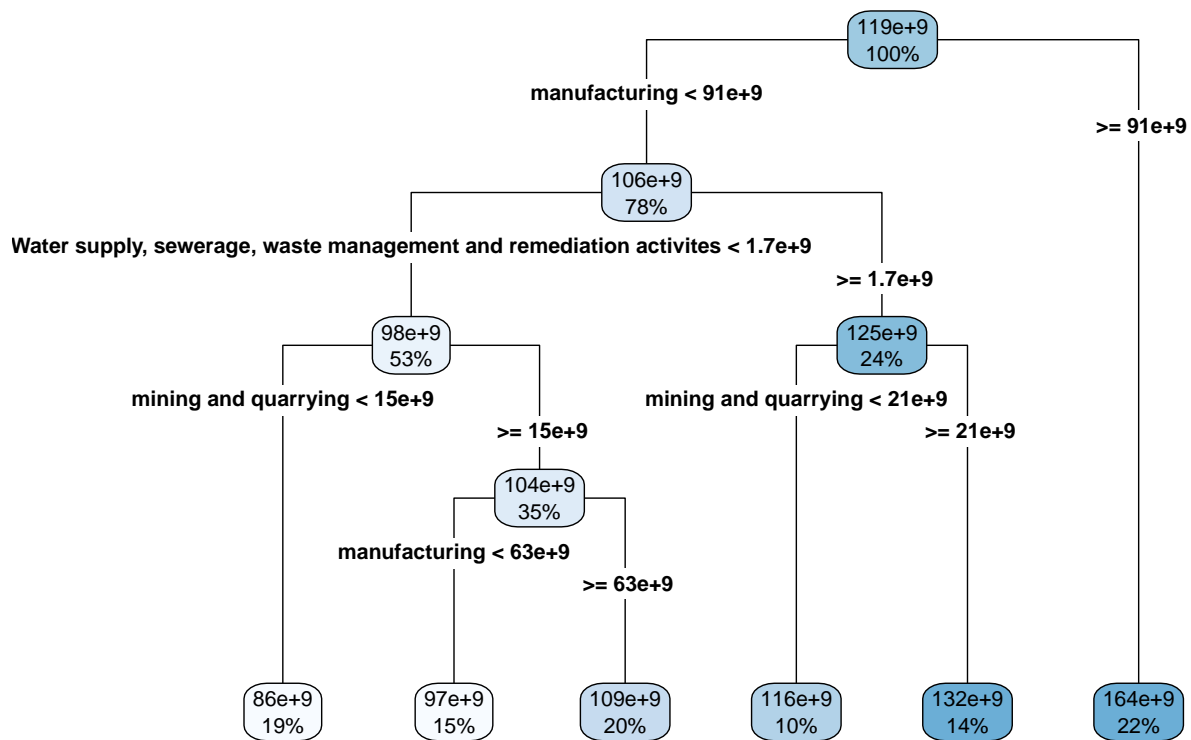 119e+9
100%
manufacturing < 91e+9
>= 91e+9
106e+9
78%
Water supply, sewerage, waste management and remediation activites < 1.7e+9
>= 1.7e+9
98e+9
53%
125e+9
24%
mining and quarrying < 15e+9
mining and quarrying < 21e+9
>= 15e+9
>= 21e+9
104e+9
35%
manufacturing < 63e+9
>= 63e+9
86e+9
19%
97e+9
15%
109e+9
20%
116e+9
10%
132e+9
14%
164e+9
22%